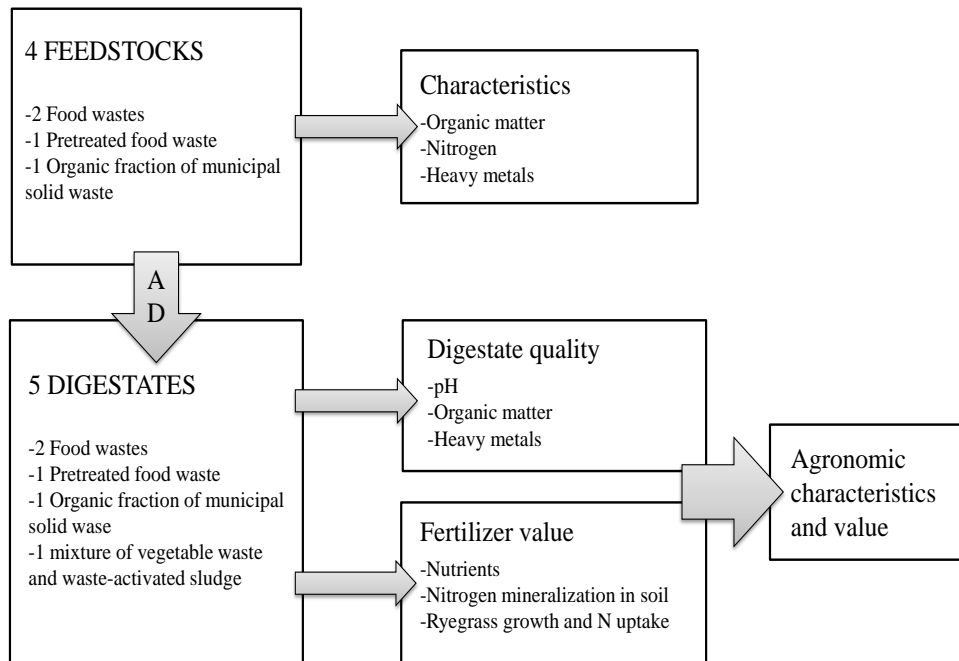 4 FEEDSTOCKS
-2 Food wastes
-1 Pretreated food waste
-1 Organic fraction of municipal
solid waste
Characteristics
-Organic matter
-Nitrogen
-Heavy metals
A
D
5 DIGESTATES
-2 Food wastes
-1 Pretreated food waste
-1 Organic fraction of municipal
solid wase
-1 mixture of vegetable waste
and waste-activated sludge
Digestate quality
-pH
-Organic matter
-Heavy metals
Fertilizer value
-Nutrients
-Nitrogen mineralization in soil
-Ryegrass growth and N uptake
Agronomic
characteristics
and value